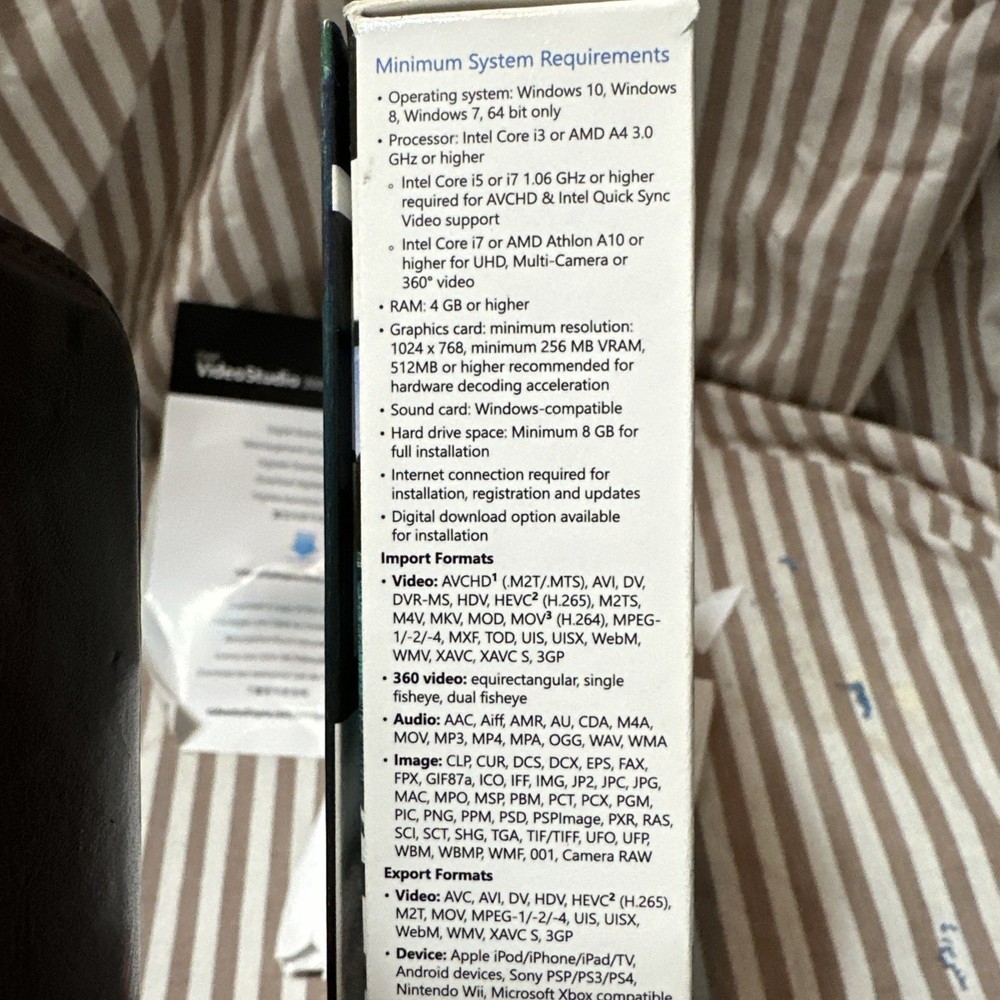 Minimum System Requirements
• Operating system: Windows 10, Windows
8, Windows 7, 64 bit only
• Processor: Intel Core i3 or AMD A4 3.0
GHz or higher
◦ Intel Core i5 or i7 1.06 GHz or higher
required for AVCHD & Intel Quick Sync
Video support
◦ Intel Core i7 or AMD Athlon A10 or
higher for UHD, Multi-Camera or
360° video
• RAM: 4 GB or higher
• Graphics card: minimum resolution:
1024 x 768, minimum 256 MB VRAM,
512MB or higher recommended for
hardware decoding acceleration
• Sound card: Windows-compatible
• Hard drive space: Minimum 8 GB for
full installation
• Internet connection required for
installation, registration and updates
• Digital download option available
for installation
Import Formats
• Video: AVCHD¹ (.M2T/.MTS), AVI, DV,
DVR-MS, HDV, HEVC² (H.265), M2TS,
M4V, MKV, MOD, MOV³ (H.264), MPEG-
1/-2/-4, MXF, TOD, UIS, UISX, WebM,
WMV, XAVC, XAVC S, 3GP
• 360 video: equirectangular, single
fisheye, dual fisheye
• Audio: AAC, Aiff, AMR, AU, CDA, M4A,
MOV, MP3, MP4, MPA, OGG, WAV, WMA
• Image: CLP, CUR, DCS, DCX, EPS, FAX,
FPX, GIF87a, ICO, IFF, IMG, JP2, JPC, JPG,
MAC, MPO, MSP, PBM, PCT, PCX, PGM,
PIC, PNG, PPM, PSD, PSPImage, PXR, RAS,
SCI, SCT, SHG, TGA, TIF/TIFF, UFO, UFP,
WBM, WBMP, WMF, 001, Camera RAW
Export Formats
• Video: AVC, AVI, DV, HDV, HEVC² (H.265),
M2T, MOV, MPEG-1/-2/-4, UIS, UISX,
WebM, WMV, XAVC S, 3GP
• Device: Apple iPod/iPhone/iPad/TV,
Android devices, Sony PSP/PS3/PS4,
Nintendo Wii, Microsoft Xbox compatible
VideoStudio